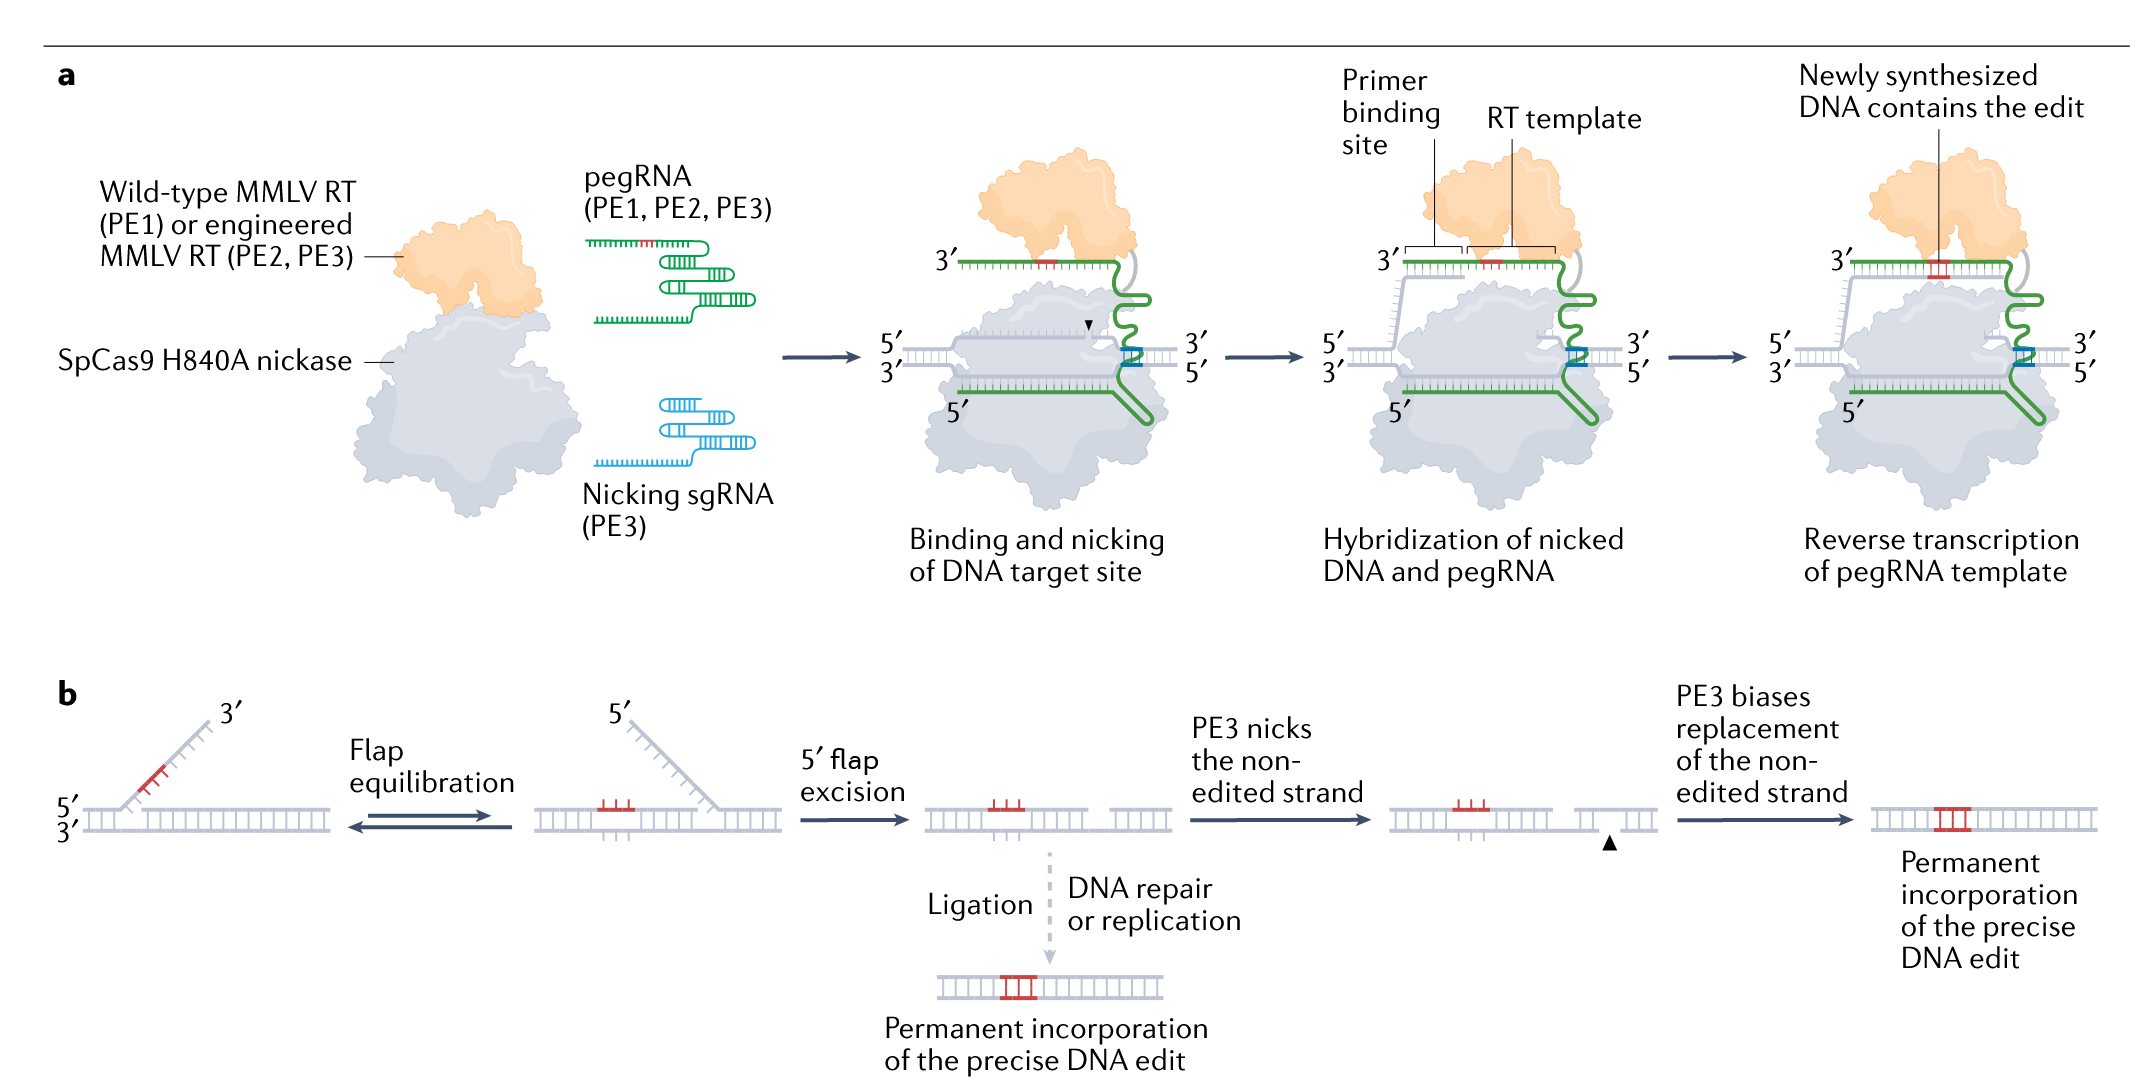 a
Wild-type MMLV RT
(PE1) or engineered
MMLV RT (PE2, PE3)
SpCas9 H840A nickase
pegRNA
(PE1, PE2, PE3)
Nicking sgRNA
(PE3)
3′
5′
3′
3′
5′
5′
Binding and nicking
of DNA target site
Primer
binding
site
RT template
3′
5′
3′
3′
5′
5′
Hybridization of nicked
DNA and pegRNA
Newly synthesized
DNA contains the edit
3′
5′
3′
3′
5′
5′
Reverse transcription
of pegRNA template
b
3′
5′
3′
Flap
equilibration
5′
5′ flap
excision
PE3 nicks
the non-
edited strand
PE3 biases
replacement
of the non-
edited strand
Permanent
incorporation
of the precise
DNA edit
Ligation
DNA repair
or replication
Permanent incorporation
of the precise DNA edit